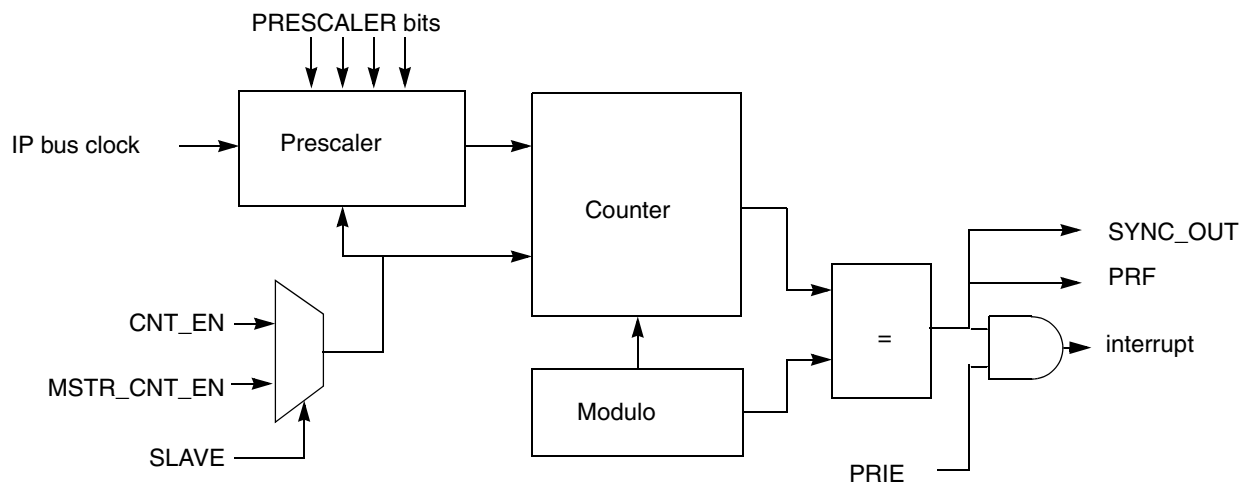 PRESCALER bits
IP bus clock
Prescaler
Counter
SYNC_OUT
PRF
CNT_EN
=
interrupt
MSTR_CNT_EN
Modulo
SLAVE
PRIE